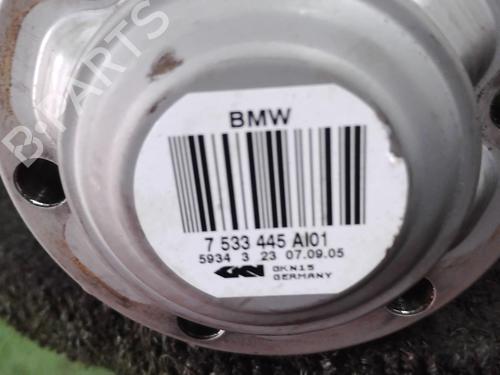 BMW
7 533 445 AI01
5934 3 23 07.09.05
GKN GKN15
GERMANY
B-PARTS